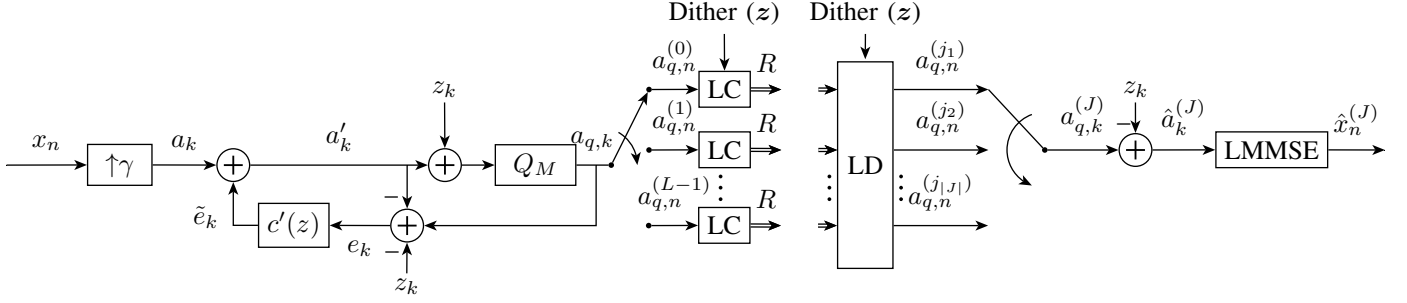 Dither (z)
Dither (z)
x_n
↑γ
a_k
+
a'_k
z_k
+
Q_M
a_{q,k}
ẽ_k
c'(z)
e_k
-
+
-
z_k
a_{q,n}^{(0)}
LC
R
a_{q,n}^{(1)}
LC
R
a_{q,n}^{(L-1)}
LC
R
LD
a_{q,n}^{(j_1)}
a_{q,n}^{(j_2)}
a_{q,n}^{(j_{|J|})}
a_{q,k}^{(J)}
z_k
-
+
â_k^{(J)}
LMMSE
x̂_n^{(J)}